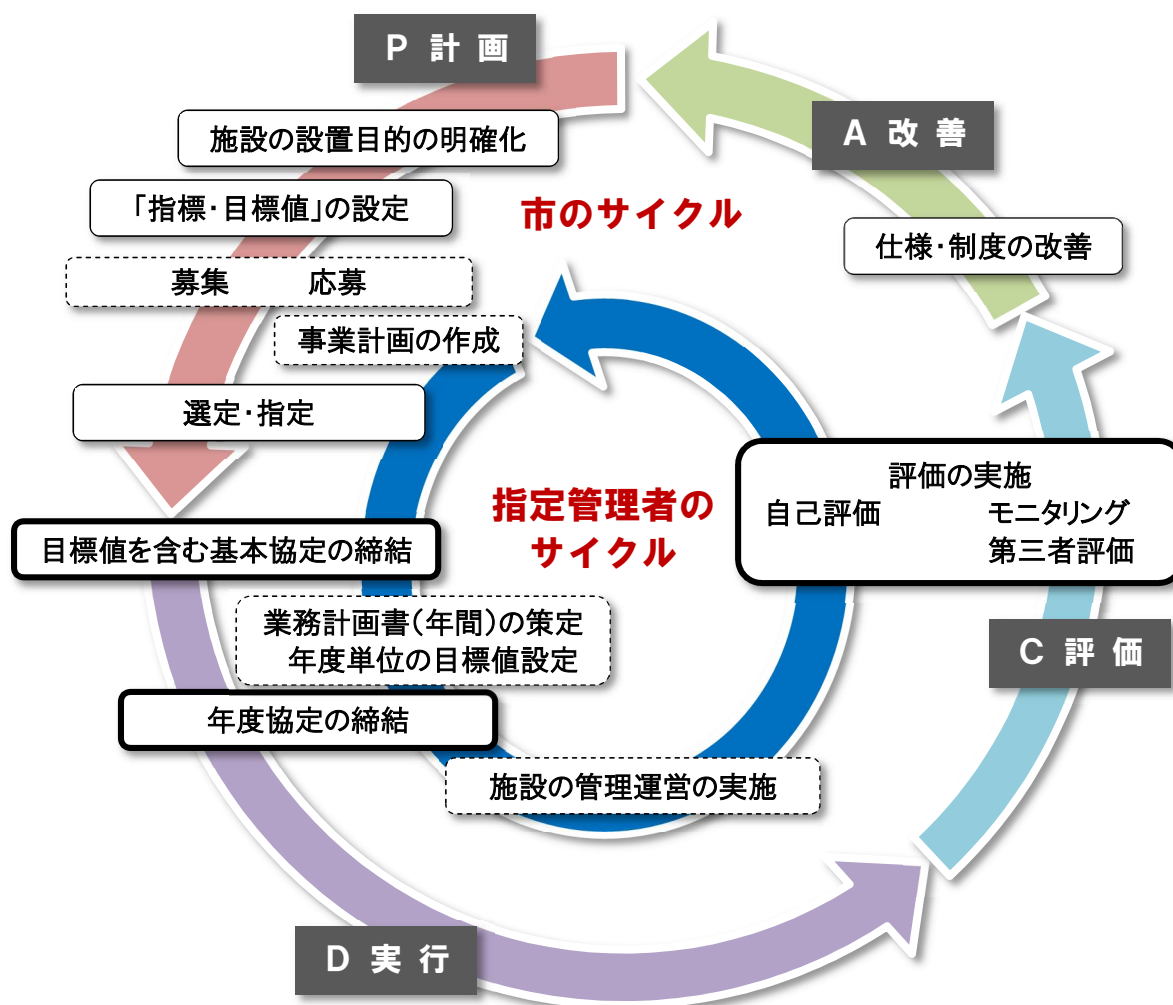 P 計 画
A 改 善
施設の設置目的の明確化
「指標・目標値」の設定
市のサイクル
仕様・制度の改善
募集 応募
事業計画の作成
選定・指定
評価の実施
自己評価 モニタリング
第三者評価
指定管理者の
サイクル
目標値を含む基本協定の締結
業務計画書(年間)の策定
年度単位の目標値設定
C 評 価
年度協定の締結
施設の管理運営の実施
D 実 行